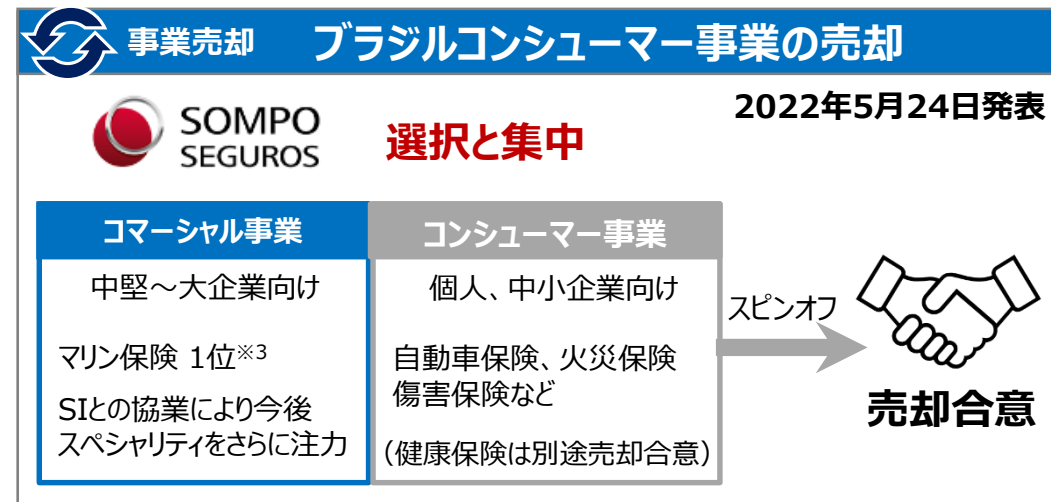 事業売却 ブラジルコンシューマー事業の売却
2022年5月24日発表
SOMPO
SEGUROS
選択と集中
コマーシャル事業
中堅～大企業向け
マリン保険 1位※3
SIとの協業により今後
スペシャリティをさらに注力
コンシューマー事業
個人、中小企業向け
自動車保険、火災保険
傷害保険など
（健康保険は別途売却合意）
スピンオフ
売却合意